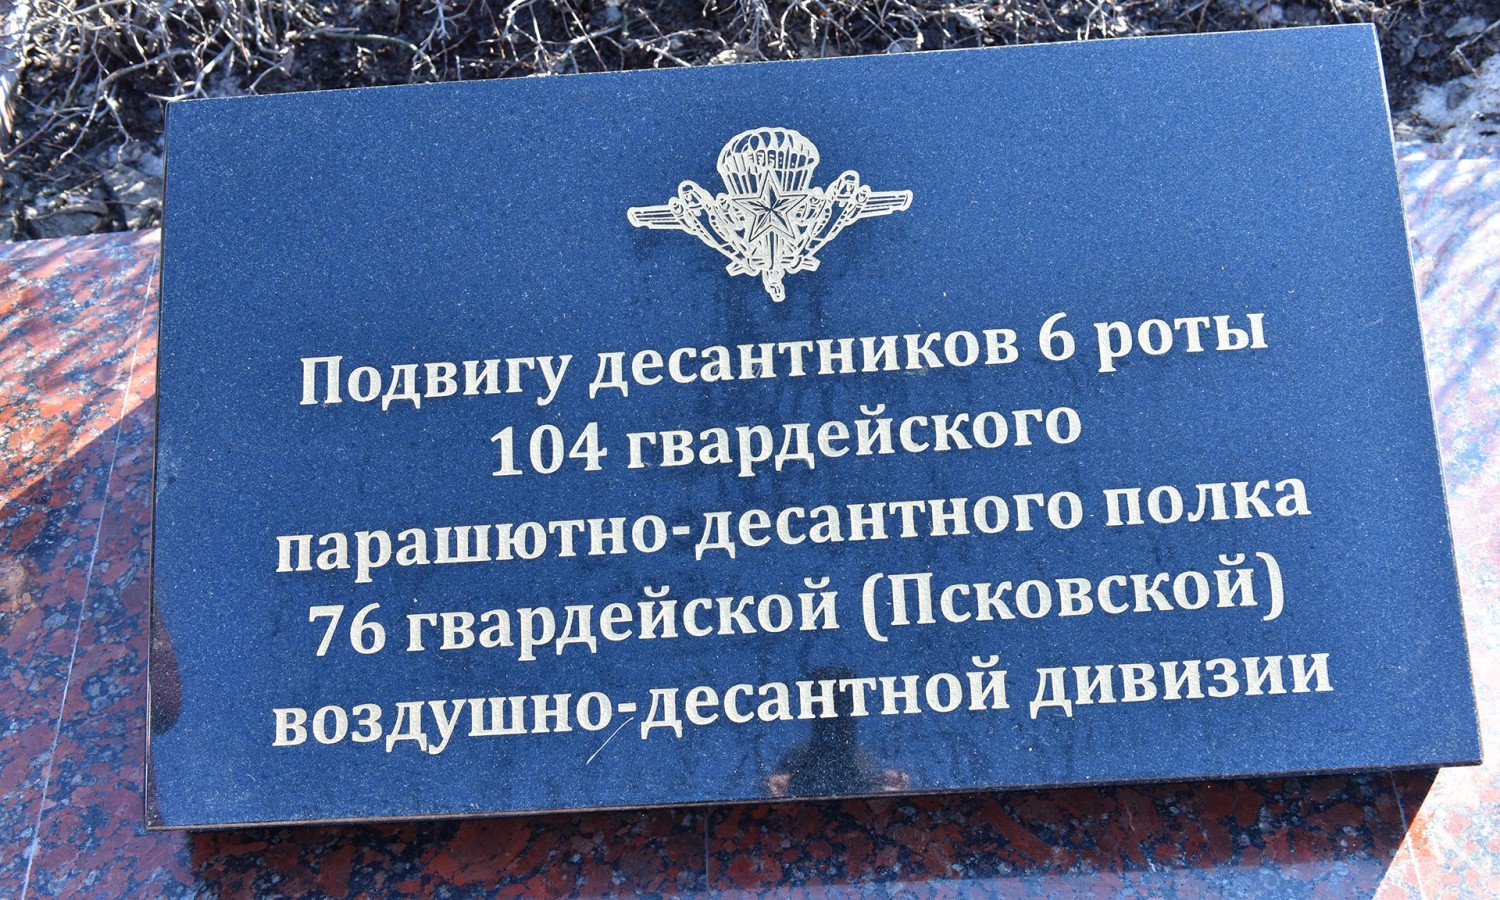 Подвигу десантников 6 роты
104 гвардейского
парашютно-десантного полка
76 гвардейской (Псковской)
воздушно-десантной дивизии